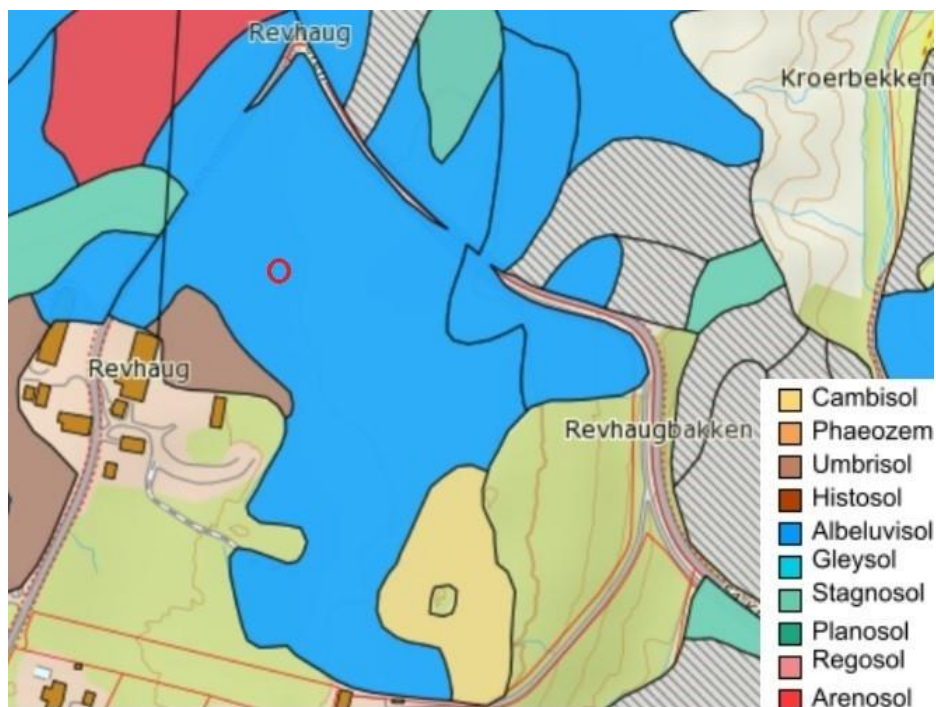 Revhaug
Kroerbekken
Revhaug
Revhaugbakken
Cambisol
Phaeozem
Umbrisol
Histosol
Albeluvisol
Gleysol
Stagnosol
Planosol
Regosol
Arenosol